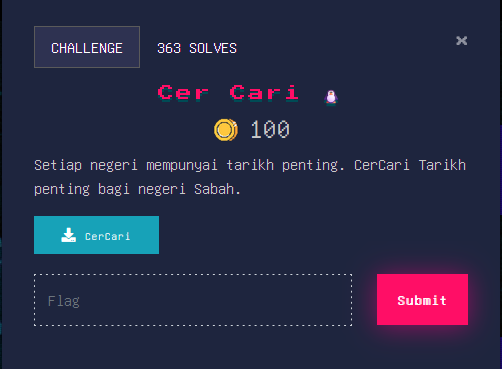 CHALLENGE
363 SOLVES
×
Cer Cari
100
Setiap negeri mempunyai tarikh penting. CerCari Tarikh
penting bagi negeri Sabah.
CerCari
Flag
Submit